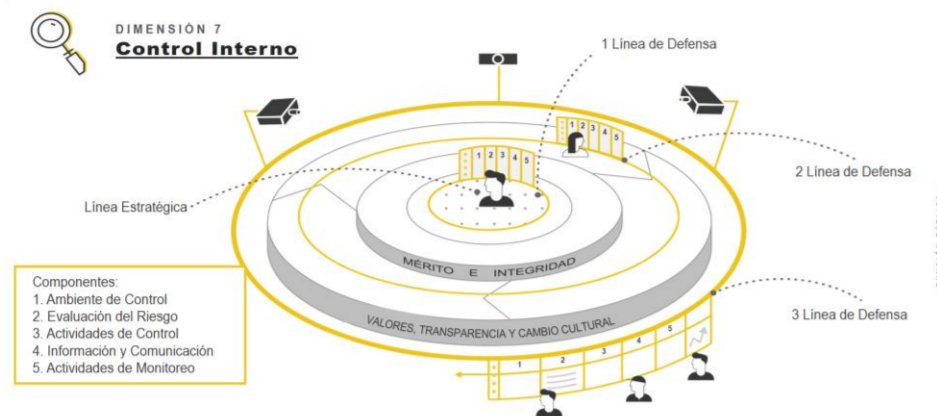 DIMENSIÓN 7
Control Interno
1 Línea de Defensa
2 Línea de Defensa
Línea Estratégica
3 Línea de Defensa
1 2 3 4 5
1 2 3 4 5
MÉRITO E INTEGRIDAD
VALORES, TRANSPARENCIA Y CAMBIO CULTURAL
1 2 3 4 5
Componentes:
1. Ambiente de Control
2. Evaluación del Riesgo
3. Actividades de Control
4. Información y Comunicación
5. Actividades de Monitoreo